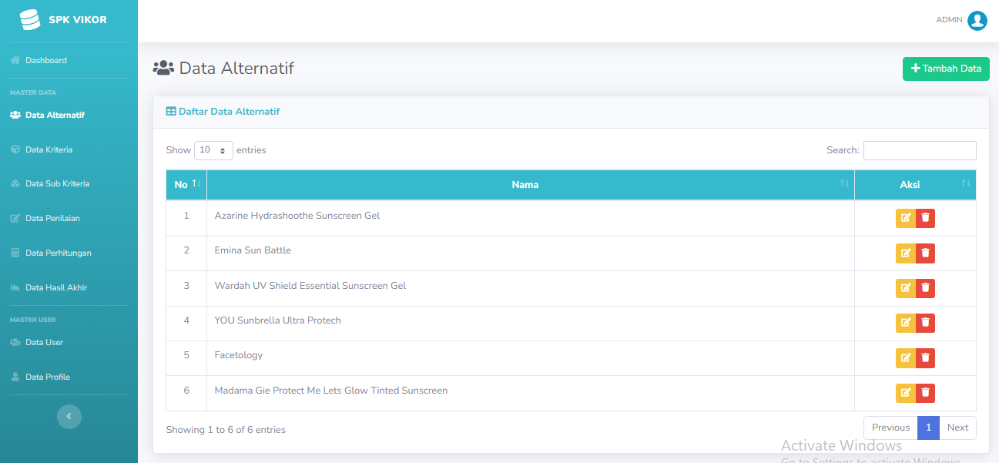 SPK VIKOR
ADMIN
Dashboard
MASTER DATA
Data Alternatif
Data Kriteria
Data Sub Kriteria
Data Penilaian
Data Perhitungan
Data Hasil Akhir
MASTER USER
Data User
Data Profile
Data Alternatif
Tambah Data
Daftar Data Alternatif
Show 10 entries
Search:
No Nama Aksi
1 Azarine Hydrashoothe Sunscreen Gel
2 Emina Sun Battle
3 Wardah UV Shield Essential Sunscreen Gel
4 YOU Sunbrella Ultra Protech
5 Facetology
6 Madama Gie Protect Me Lets Glow Tinted Sunscreen
Showing 1 to 6 of 6 entries
Previous 1 Next
Activate Windows
Go to Settings to activate Windows.